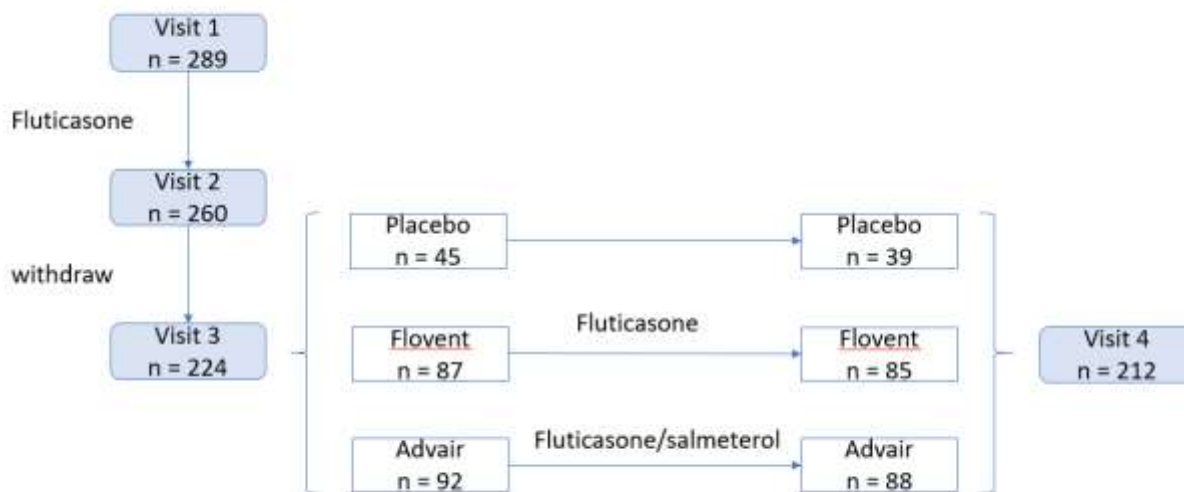 Visit 1
n = 289
Fluticasone
Visit 2
n = 260
withdraw
Visit 3
n = 224
Placebo
n = 45
Placebo
n = 39
Flovent
n = 87
Fluticasone
Flovent
n = 85
Advair
n = 92
Fluticasone/salmeterol
Advair
n = 88
Visit 4
n = 212